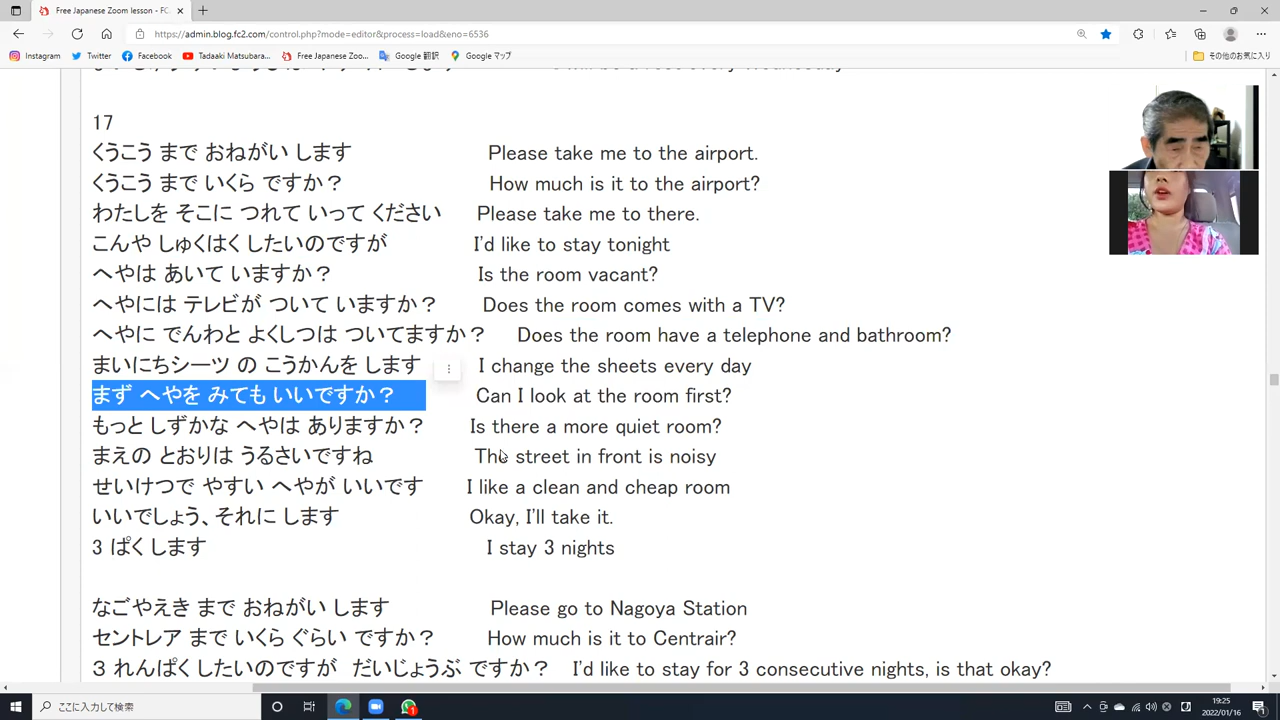 Free Japanese Zoom lesson - FC2
https://admin.blog.fc2.com/control.php?mode=editor&process=load&eno=6536
Instagram Twitter Facebook Tadaaki Matsubara... Free Japanese Zoo... Google 翻訳 Google マップ その他のお気に入り
17
くうこう まで おねがい します Please take me to the airport.
くうこう まで いくら ですか？ How much is it to the airport?
わたしを そこに つれて いって ください Please take me to there.
こんや しゅくはく したいのですが I'd like to stay tonight
へやは あいて いますか？ Is the room vacant?
へやには テレビが ついて いますか？ Does the room comes with a TV?
へやに でんわと よくしつは ついてますか？ Does the room have a telephone and bathroom?
まいにちシーツ の こうかんを します I change the sheets every day
まず へやを みても いいですか？ Can I look at the room first?
もっと しずかな へやは ありますか？ Is there a more quiet room?
まえの とおりは うるさいですね The street in front is noisy
せいけつで やすい へやが いいです I like a clean and cheap room
いいでしょう、それに します Okay, I'll take it.
3 ぱく します I stay 3 nights
なごやえき まで おねがい します Please go to Nagoya Station
セントレア まで いくら ぐらい ですか？ How much is it to Centrair?
３ れんぱく したいのですが だいじょうぶ ですか？ I'd like to stay for 3 consecutive nights, is that okay?
ここに入力して検索
19:25
2022/01/16